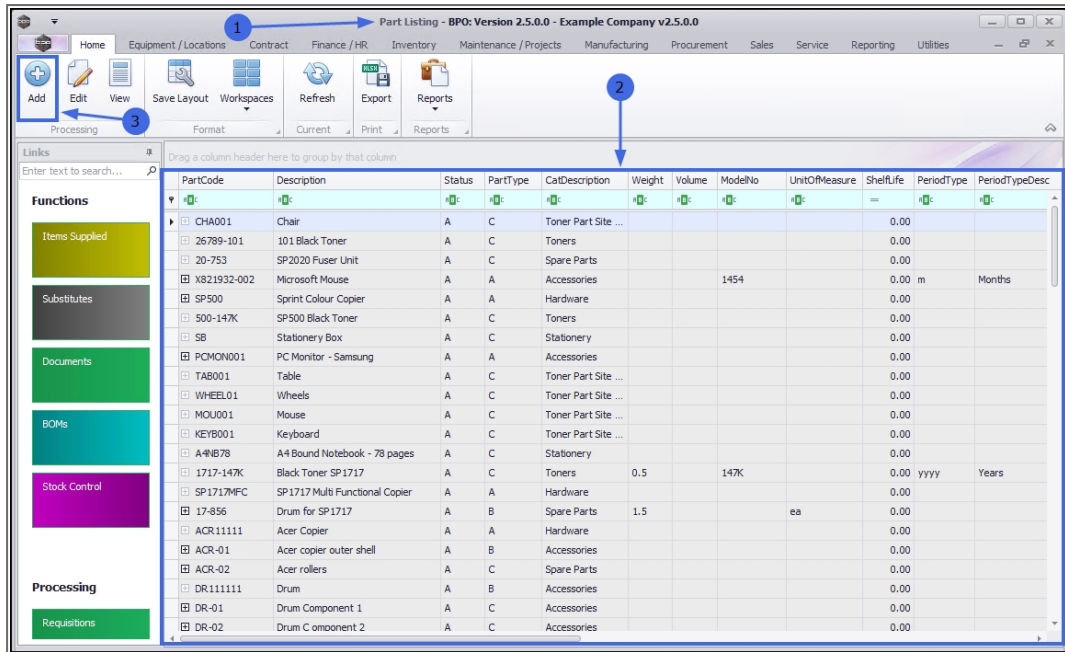 Part Listing - BPO: Version 2.5.0.0 - Example Company v2.5.0.0
1
Home Equipment / Locations Contract Finance / HR Inventory Maintenance / Projects Manufacturing Procurement Sales Service Reporting Utilities
Add Edit View Save Layout Workspaces Refresh Export Reports
2
3
Processing Format Current Print Reports
Links
Drag a column header here to group by that column
Enter text to search...
Functions
Items Supplied
Substitutes
Documents
BOMs
Stock Control
Processing
Requisitions
PartCode Description Status PartType CatDescription Weight Volume ModelNo UnitOfMeasure ShelfLife PeriodType PeriodTypeDesc
CHA001 Chair A C Toner Part Site ... 0.00
26789-101 101 Black Toner A C Toners 0.00
20-753 SP2020 Fuser Unit A C Spare Parts 0.00
X821932-002 Microsoft Mouse A A Accessories 1454 0.00 m Months
SP500 Sprint Colour Copier A A Hardware 0.00
500-147K SP500 Black Toner A C Toners 0.00
SB Stationery Box A C Stationery 0.00
PCMON001 PC Monitor - Samsung A A Accessories 0.00
TAB001 Table A C Toner Part Site ... 0.00
WHEEL01 Wheels A C Toner Part Site ... 0.00
MOU001 Mouse A C Toner Part Site ... 0.00
KEYB001 Keyboard A C Toner Part Site ... 0.00
A4NB78 A4 Bound Notebook - 78 pages A C Stationery 0.00
1717-147K Black Toner SP1717 A C Toners 0.5 147K 0.00 yyyy Years
SP1717MFC SP1717 Multi Functional Copier A A Hardware 0.00
17-856 Drum for SP1717 A B Spare Parts 1.5 ea 0.00
ACR11111 Acer Copier A A Hardware 0.00
ACR-01 Acer copier outer shell A B Accessories 0.00
ACR-02 Acer rollers A C Spare Parts 0.00
DR111111 Drum A B Accessories 0.00
DR-01 Drum Component 1 A C Accessories 0.00
DR-02 Drum C omponent 2 A C Accessories 0.00